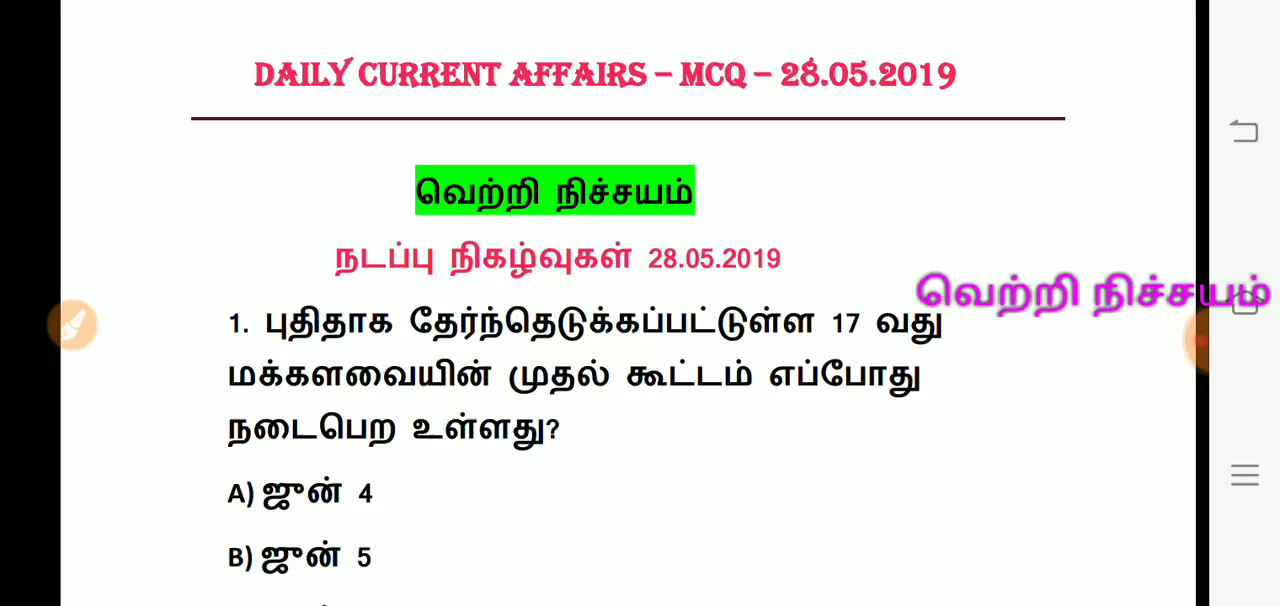 DAILY CURRENT AFFAIRS – MCQ – 28.05.2019
வெற்றி நிச்சயம்
நடப்பு நிகழ்வுகள் 28.05.2019
வெற்றி நிச்சயம்
1. புதிதாக தேர்ந்தெடுக்கப்பட்டுள்ள 17 வது
மக்களவையின் முதல் கூட்டம் எப்போது
நடைபெற உள்ளது?
A) ஜுன் 4
B) ஜுன் 5